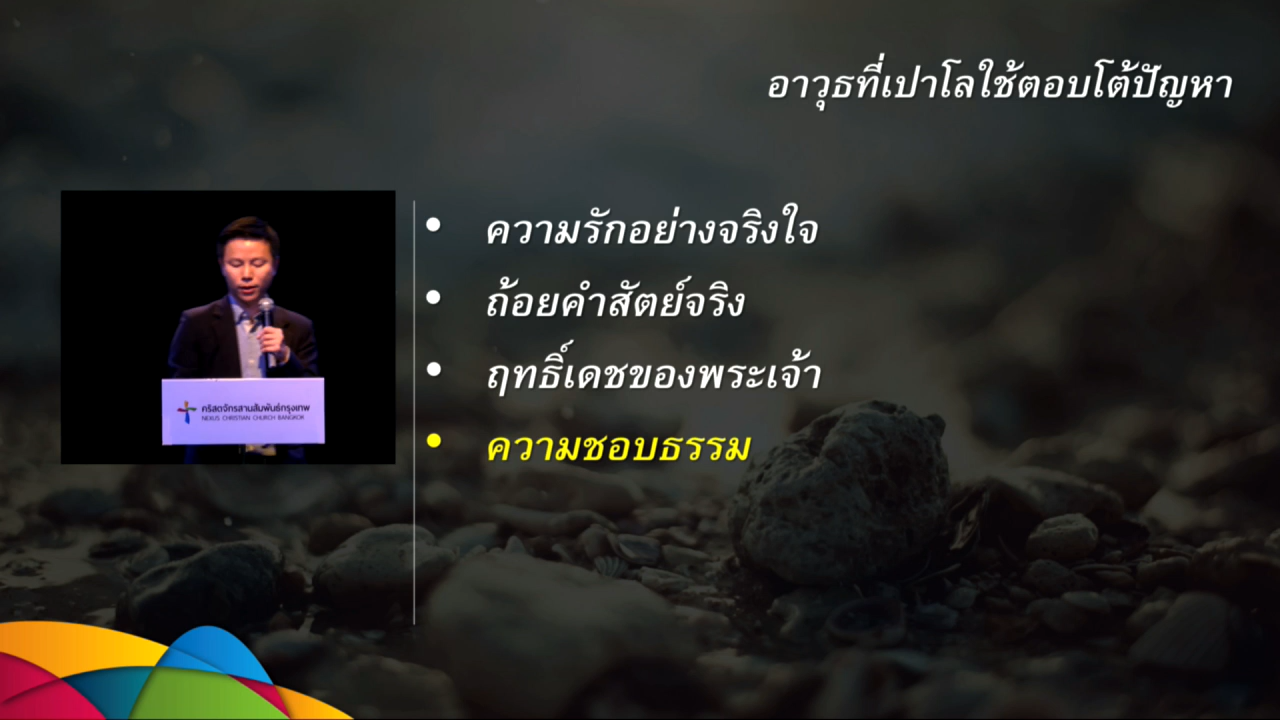 อาวุธที่เปาโลใช้ตอบโต้ปัญหา
• ความรักอย่างจริงใจ
• ถ้อยคำสัตย์จริง
• ฤทธิ์เดชของพระเจ้า
• ความชอบธรรม
คริสตจักรสานสัมพันธ์กรุงเทพ
NEXUS CHRISTIAN CHURCH BANGKOK